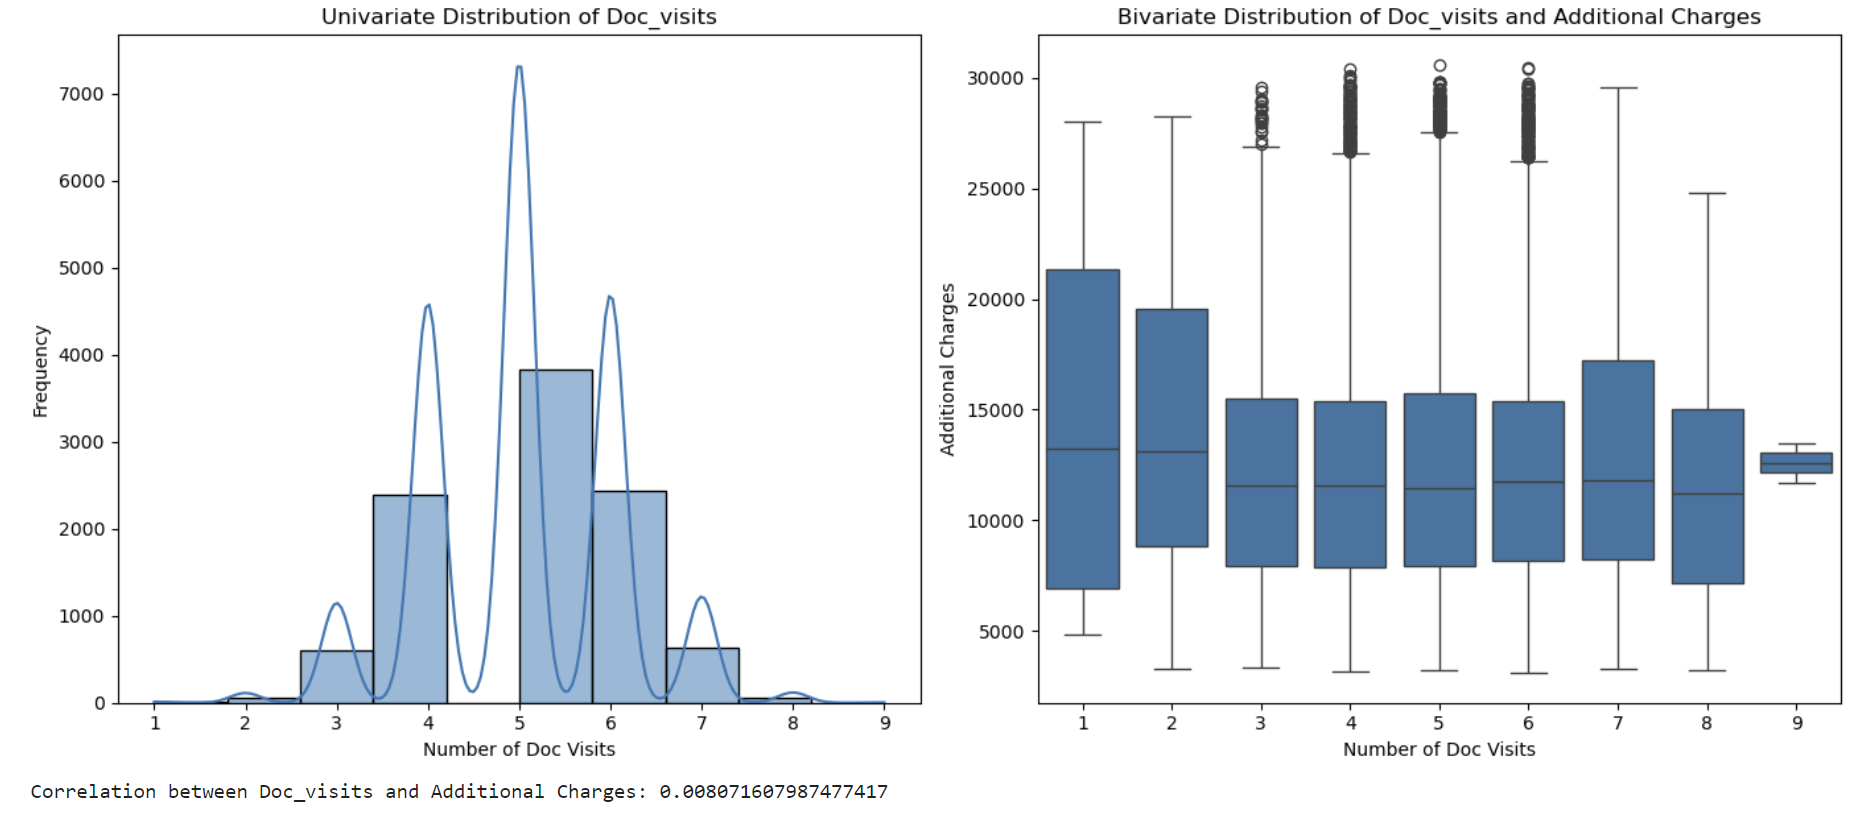 Univariate Distribution of Doc_visits
7000
6000
5000
4000
3000
2000
1000
0
Frequency
1 2 3 4 5 6 7 8 9
Number of Doc Visits
Bivariate Distribution of Doc_visits and Additional Charges
30000
25000
20000
15000
10000
5000
Additional Charges
1 2 3 4 5 6 7 8 9
Number of Doc Visits
Correlation between Doc_visits and Additional Charges: 0.008071607987477417